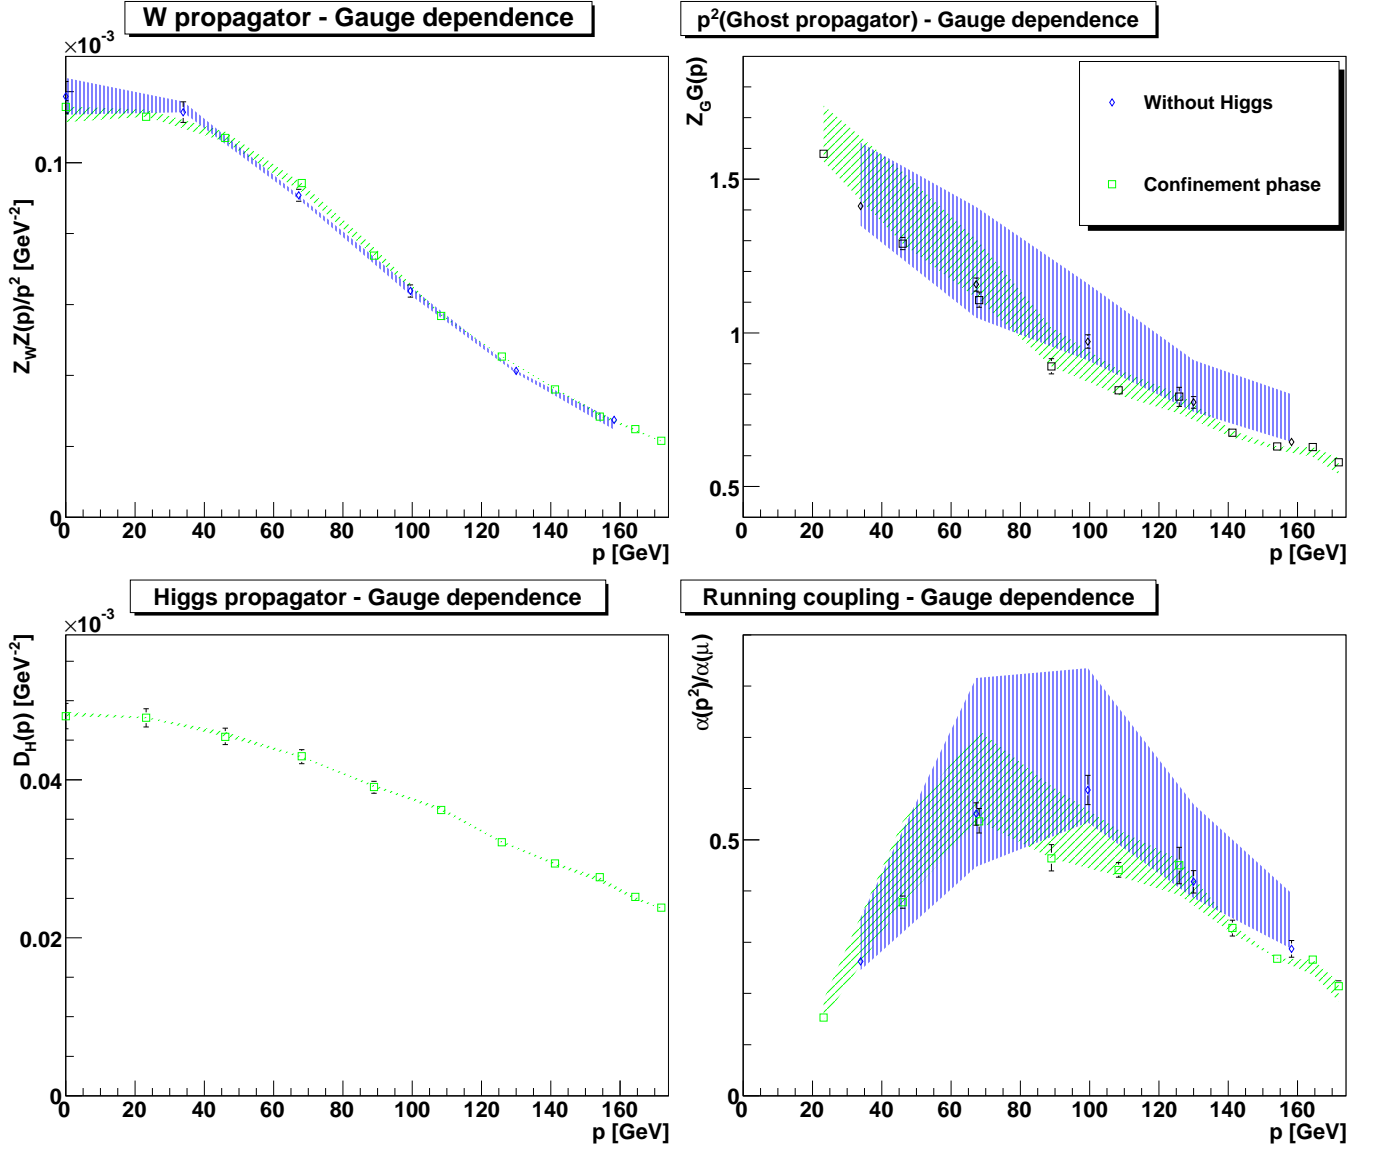 W propagator - Gauge dependence
×10⁻³
Z_W Z(p)/p² [GeV⁻²]
0.1
0
0 20 40 60 80 100 120 140 160
p [GeV]
p²(Ghost propagator) - Gauge dependence
Z_G G(p)
1.5
1
0.5
Without Higgs
Confinement phase
0 20 40 60 80 100 120 140 160
p [GeV]
Higgs propagator - Gauge dependence
×10⁻³
D_H(p) [GeV⁻²]
0.04
0.02
0
0 20 40 60 80 100 120 140 160
p [GeV]
Running coupling - Gauge dependence
α(p²)/α(μ)
0.5
0
0 20 40 60 80 100 120 140 160
p [GeV]